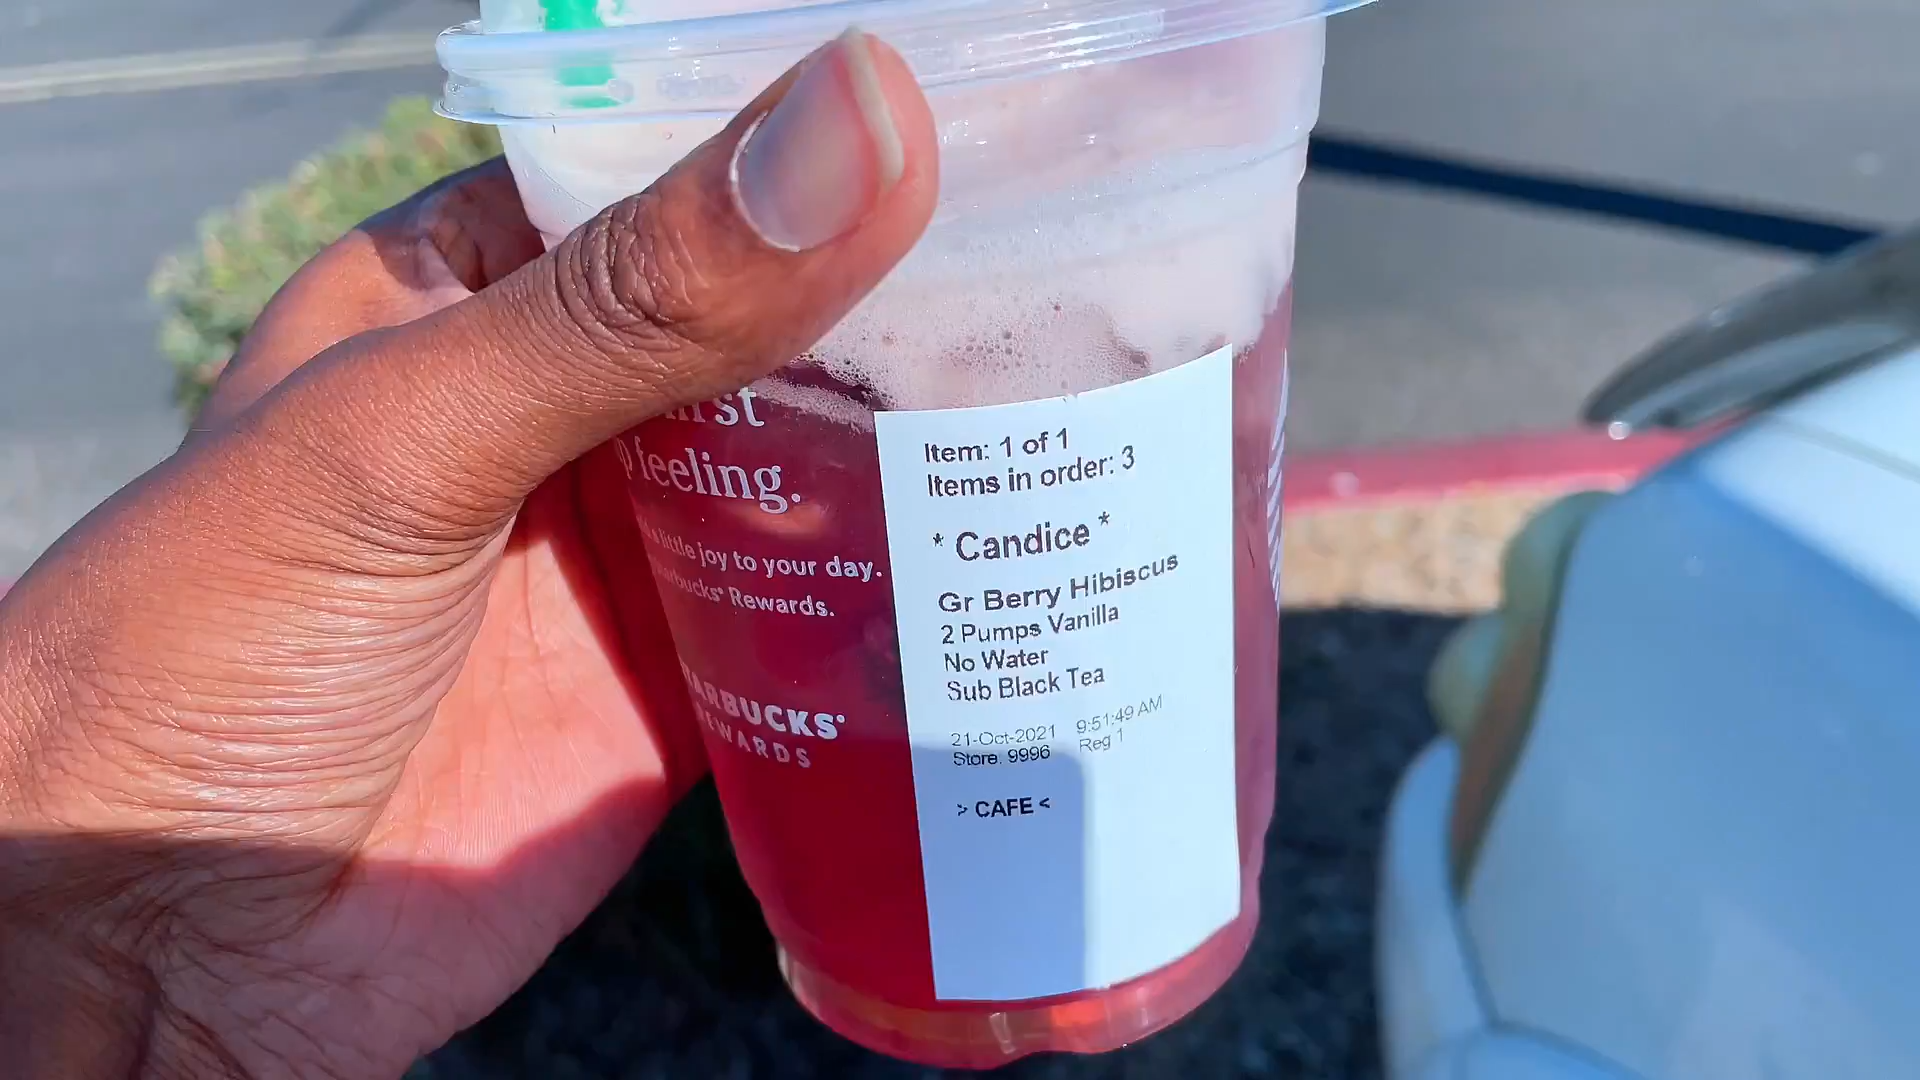 feeling.
little joy to your day.
Rewards.
Item: 1 of 1
Items in order: 3
* Candice *
Gr Berry Hibiscus
2 Pumps Vanilla
No Water
Sub Black Tea
21-Oct-2021 9:51:49 AM
Store: 9996 Reg 1
> CAFE <